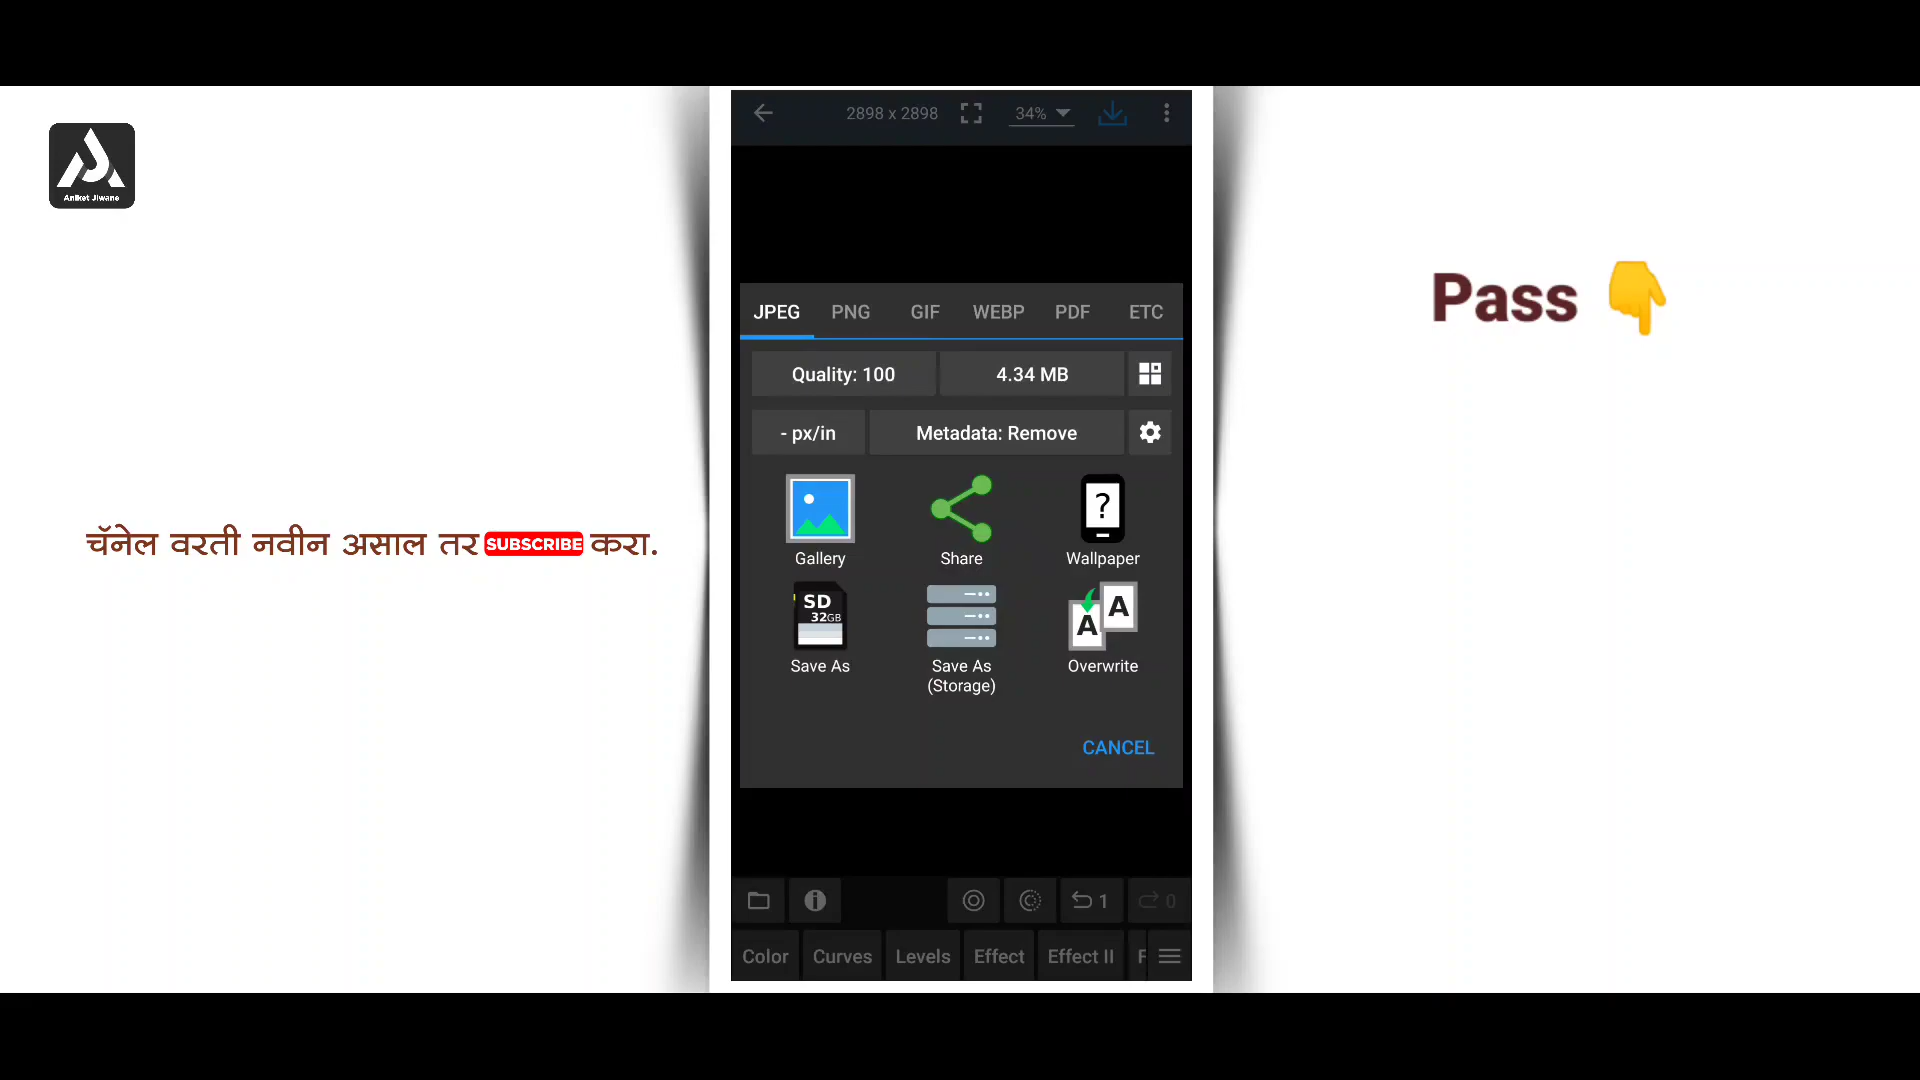 2898 x 2898
34%
Aniket Jiwane
Pass 👇
JPEG PNG GIF WEBP PDF ETC
Quality: 100
4.34 MB
- px/in
Metadata: Remove
Gallery
Share
?
Wallpaper
चॅनेल वरती नवीन असाल तर SUBSCRIBE करा.
SD
32GB
Save As
Save As
(Storage)
A
A
Overwrite
CANCEL
1
0
Color Curves Levels Effect Effect II F